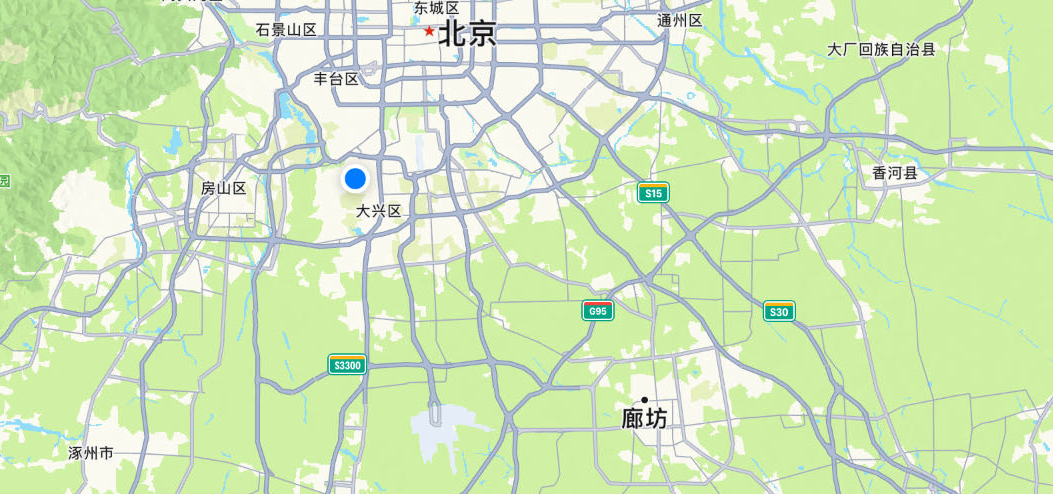 东城区
石景山区
北京
通州区
大厂回族自治县
丰台区
园
房山区
香河县
S15
大兴区
G95
S30
S3300
廊坊
涿州市